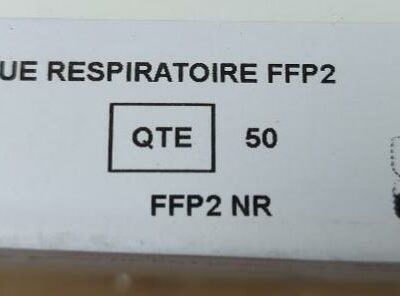 UE RESPIRATOIRE FFP2
QTE 50
FFP2 NR